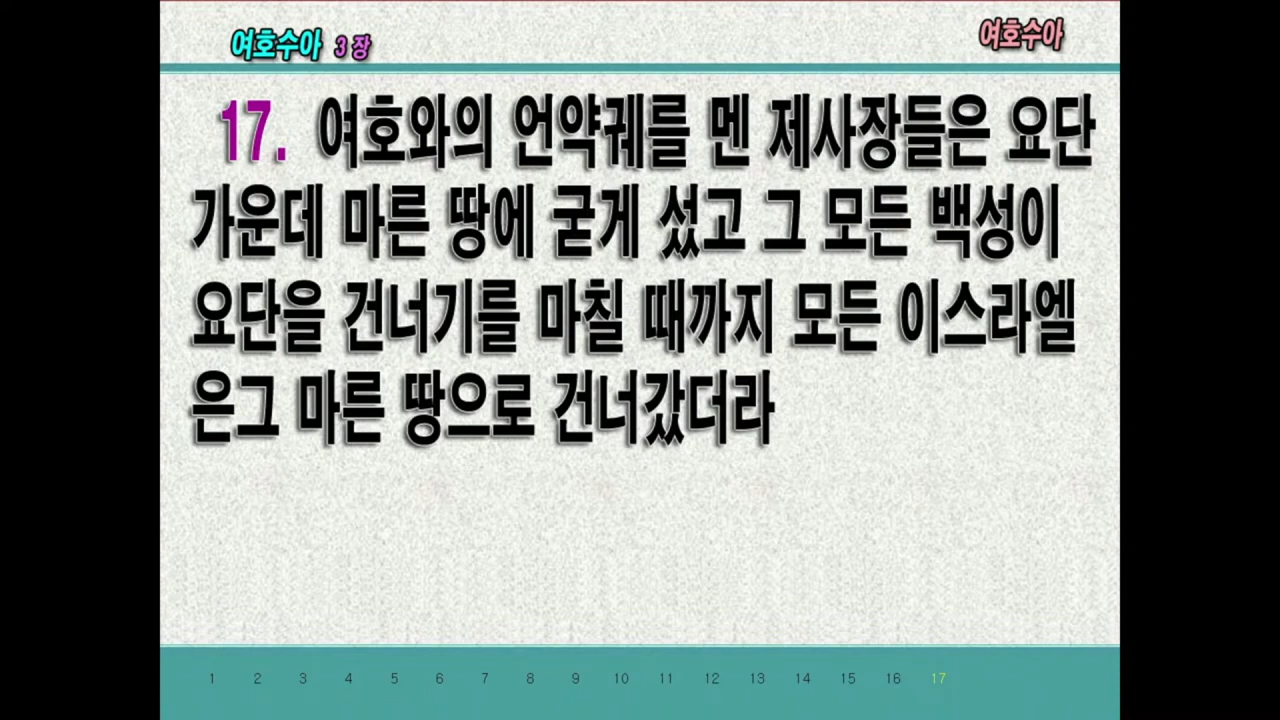 여호수아 3 장
여호수아
17. 여호와의 언약궤를 멘 제사장들은 요단
가운데 마른 땅에 굳게 섰고 그 모든 백성이
요단을 건너기를 마칠 때까지 모든 이스라엘
은그 마른 땅으로 건너갔더라
1 2 3 4 5 6 7 8 9 10 11 12 13 14 15 16 17